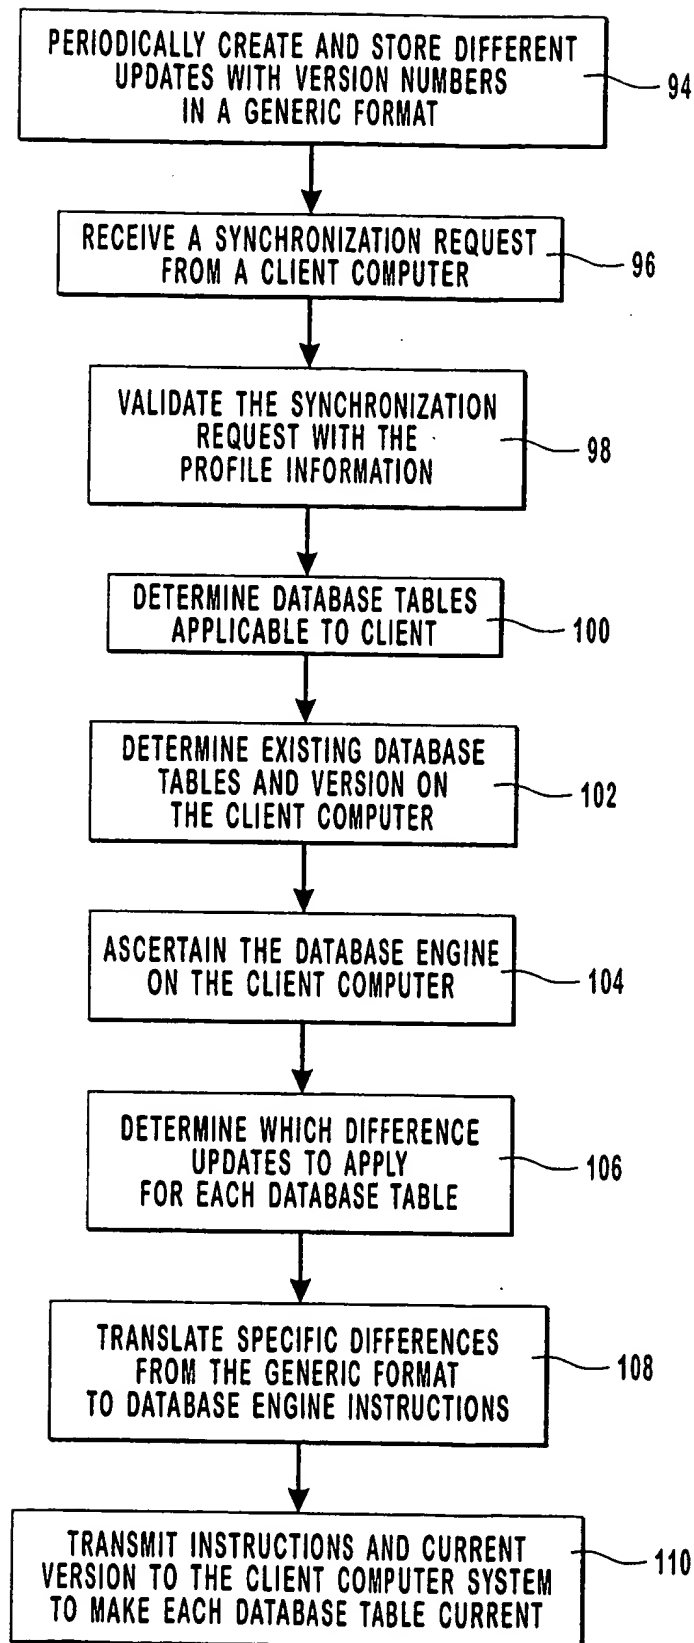 PERIODICALLY CREATE AND STORE DIFFERENT
UPDATES WITH VERSION NUMBERS
IN A GENERIC FORMAT
94
RECEIVE A SYNCHRONIZATION REQUEST
FROM A CLIENT COMPUTER
96
VALIDATE THE SYNCHRONIZATION
REQUEST WITH THE
PROFILE INFORMATION
98
DETERMINE DATABASE TABLES
APPLICABLE TO CLIENT
100
DETERMINE EXISTING DATABASE
TABLES AND VERSION ON
THE CLIENT COMPUTER
102
ASCERTAIN THE DATABASE ENGINE
ON THE CLIENT COMPUTER
104
DETERMINE WHICH DIFFERENCE
UPDATES TO APPLY
FOR EACH DATABASE TABLE
106
TRANSLATE SPECIFIC DIFFERENCES
FROM THE GENERIC FORMAT
TO DATABASE ENGINE INSTRUCTIONS
108
TRANSMIT INSTRUCTIONS AND CURRENT
VERSION TO THE CLIENT COMPUTER SYSTEM
TO MAKE EACH DATABASE TABLE CURRENT
110